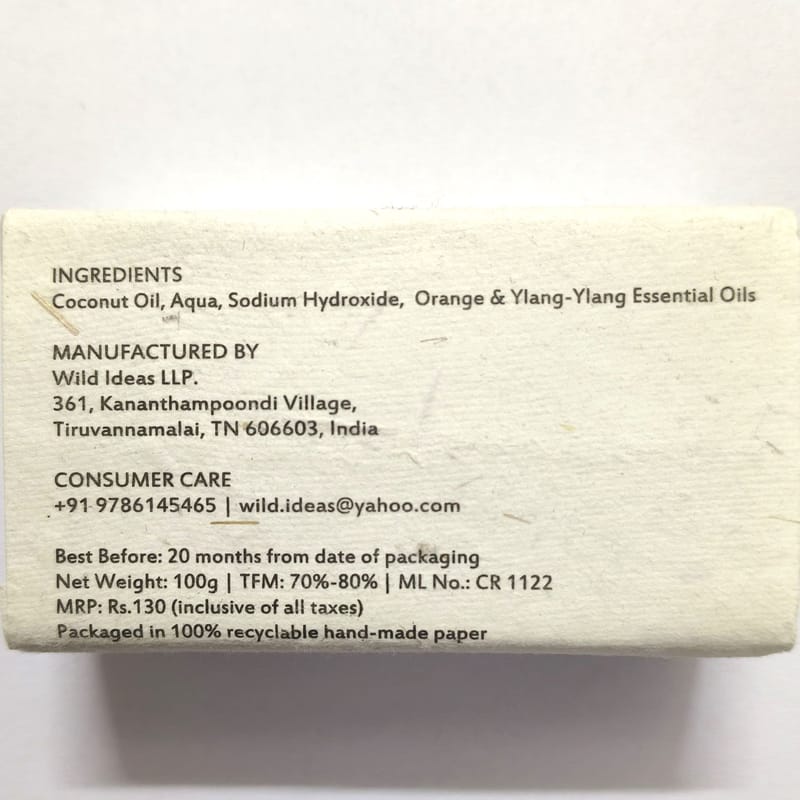 INGREDIENTS
Coconut Oil, Aqua, Sodium Hydroxide, Orange & Ylang-Ylang Essential Oils
MANUFACTURED BY
Wild Ideas LLP.
361, Kananthampoondi Village,
Tiruvannamalai, TN 606603, India
CONSUMER CARE
+91 9786145465 | wild.ideas@yahoo.com
Best Before: 20 months from date of packaging
Net Weight: 100g | TFM: 70%-80% | ML No.: CR 1122
MRP: Rs.130 (inclusive of all taxes)
Packaged in 100% recyclable hand-made paper